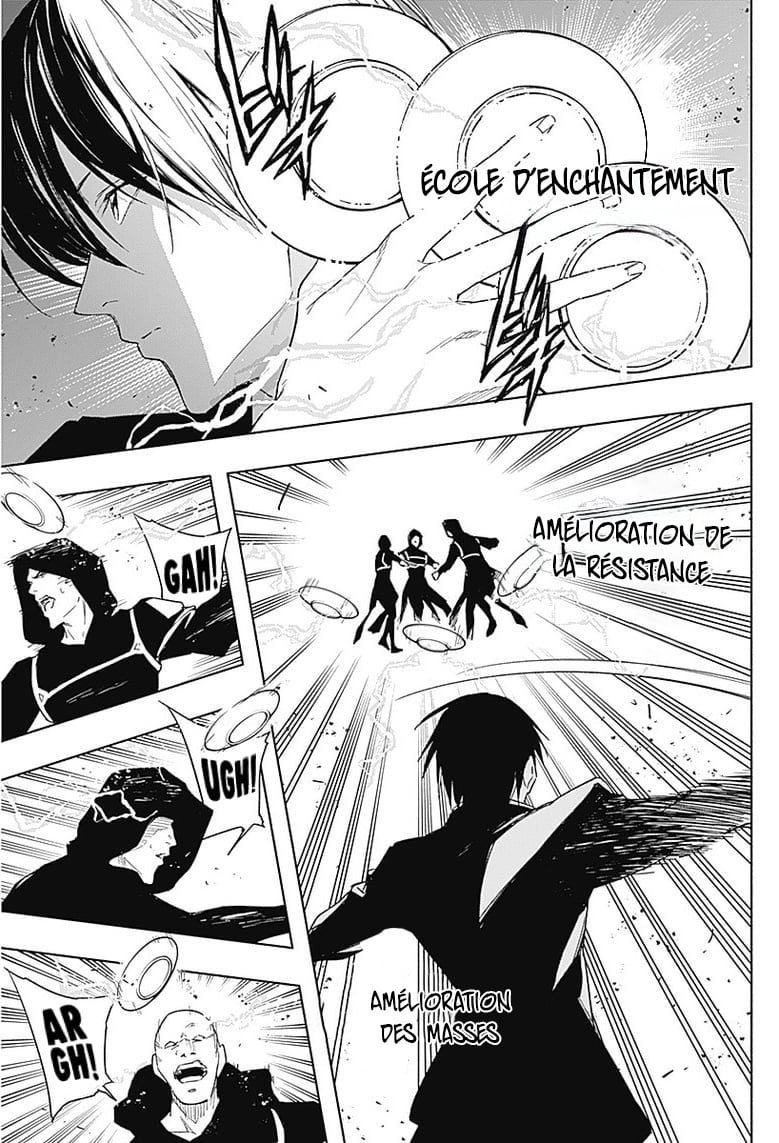 ÉCOLE D'ENCHANTEMENT
AMÉLIORATION DE
LA RÉSISTANCE
AMÉLIORATION
DES MASSES
GAH!
UGH!
AR
GH!